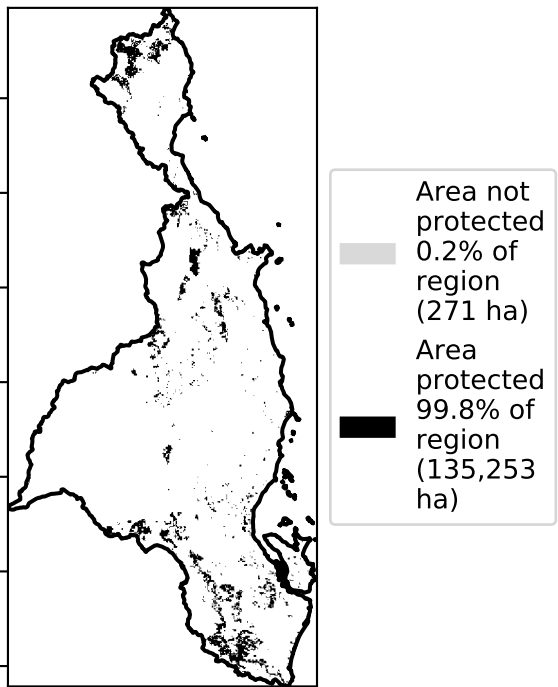 Area not
protected
0.2% of
region
(271 ha)
Area
protected
99.8% of
region
(135,253
ha)